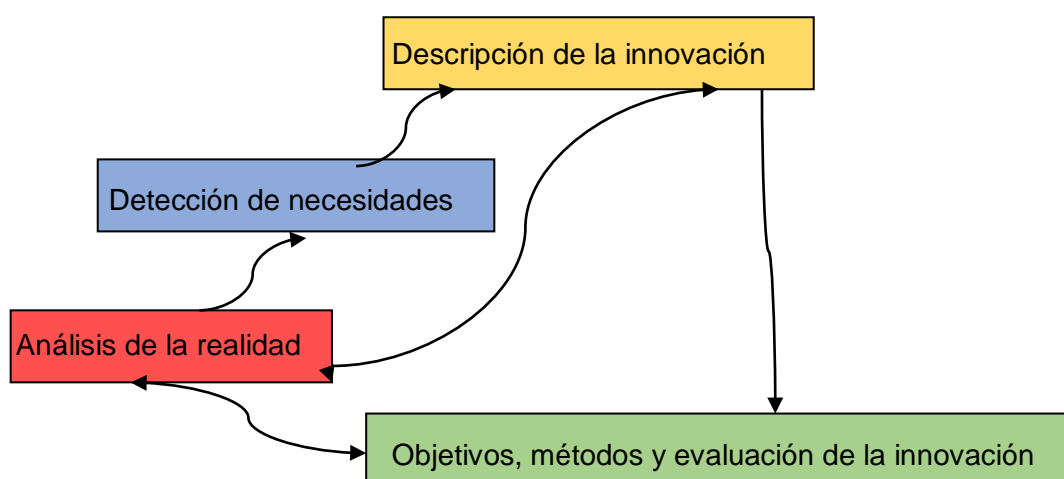 Descripción de la innovación
Detección de necesidades
Análisis de la realidad
Objetivos, métodos y evaluación de la innovación